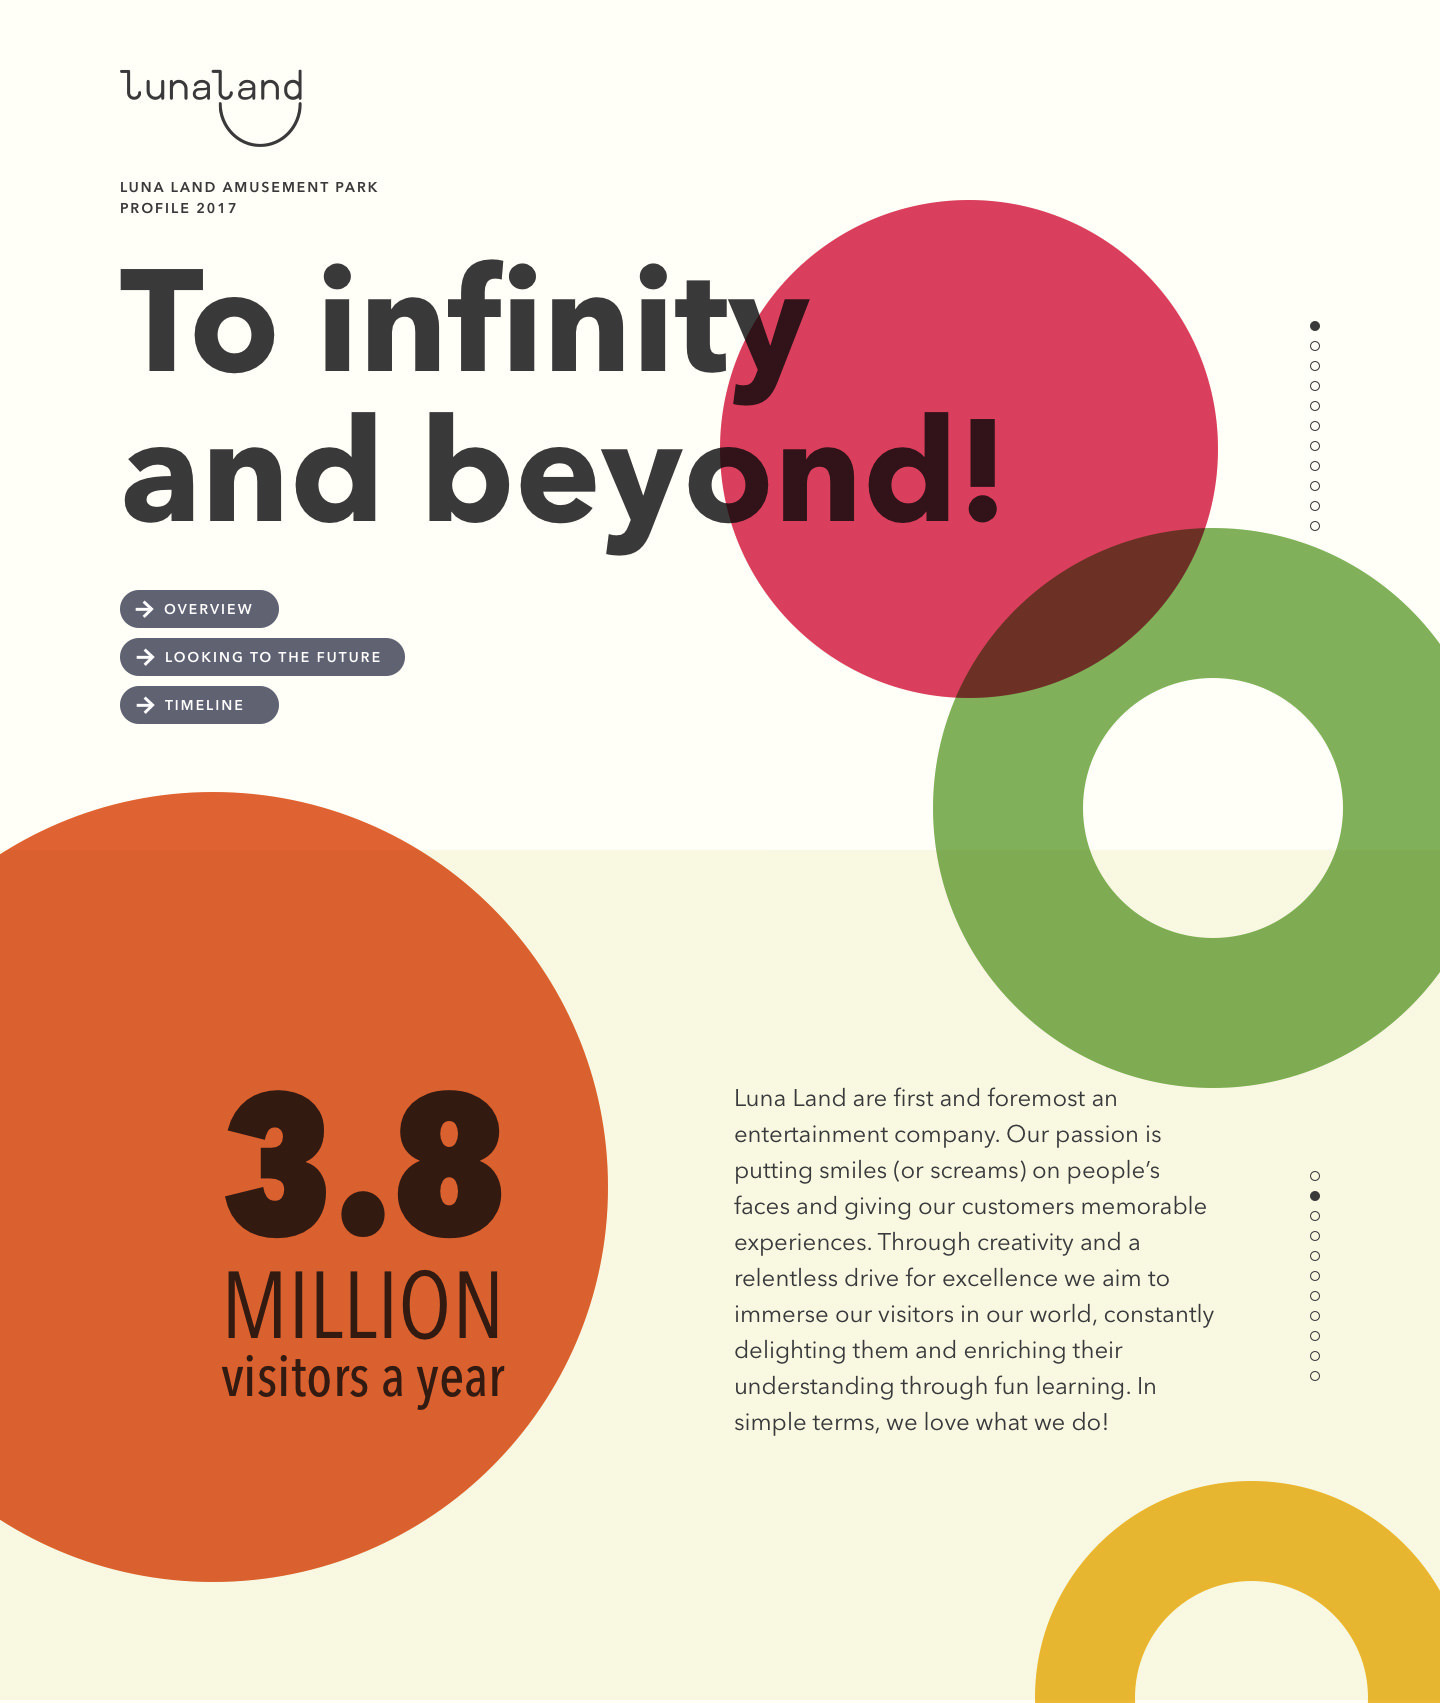 lunaland
LUNA LAND AMUSEMENT PARK
PROFILE 2017
To infinity
and beyond!
OVERVIEW
LOOKING TO THE FUTURE
TIMELINE
3.8
MILLION
visitors a year
Luna Land are first and foremost an
entertainment company. Our passion is
putting smiles (or screams) on people’s
faces and giving our customers memorable
experiences. Through creativity and a
relentless drive for excellence we aim to
immerse our visitors in our world, constantly
delighting them and enriching their
understanding through fun learning. In
simple terms, we love what we do!